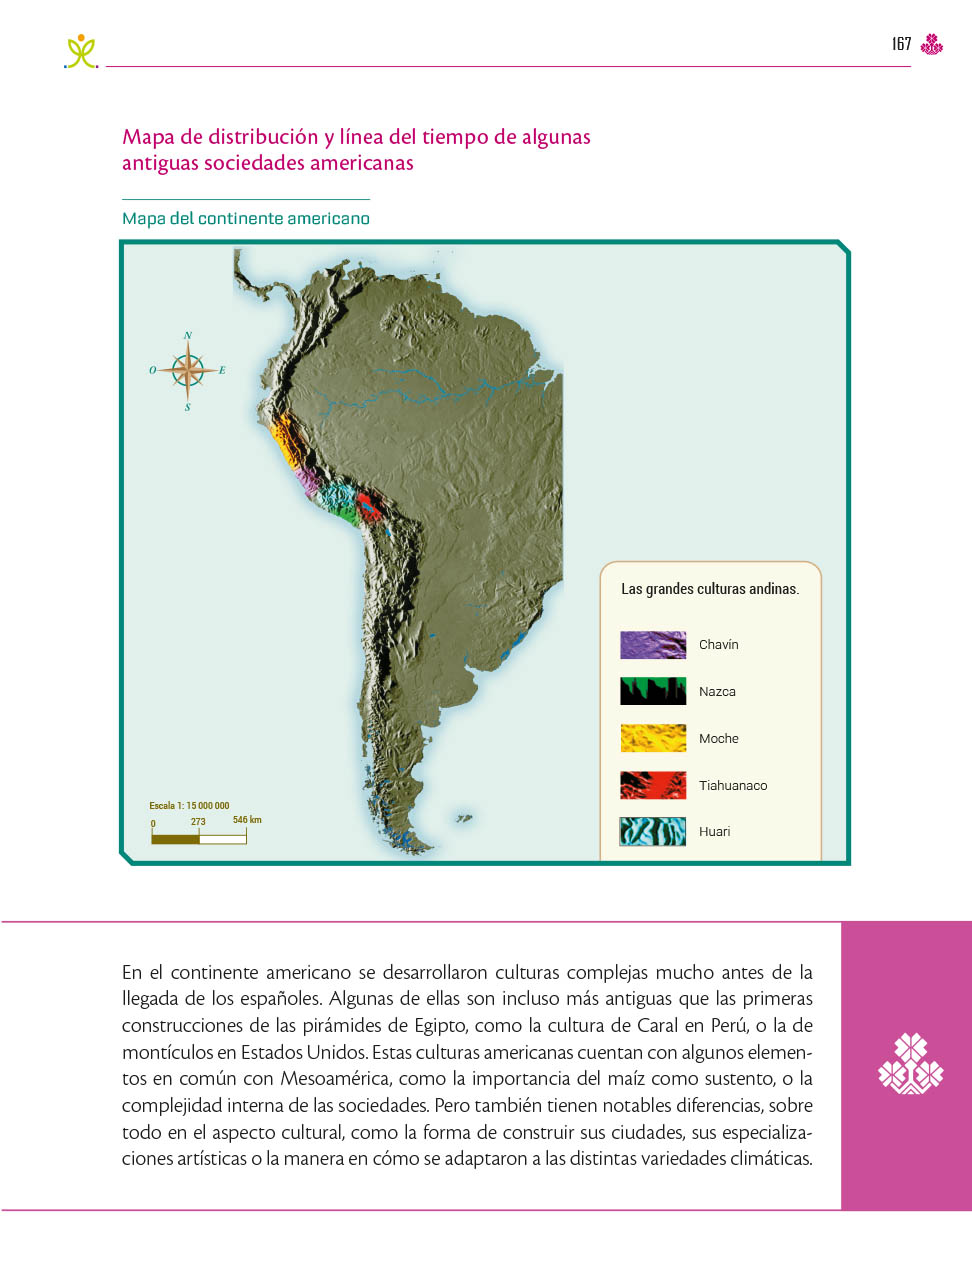 167
Mapa de distribución y línea del tiempo de algunas
antiguas sociedades americanas
Mapa del continente americano
N
O
E
S
Las grandes culturas andinas.
Chavín
Nazca
Moche
Tiahuanaco
Huari
Escala 1: 15 000 000
0 273 546 km
En el continente americano se desarrollaron culturas complejas mucho antes de la
llegada de los españoles. Algunas de ellas son incluso más antiguas que las primeras
construcciones de las pirámides de Egipto, como la cultura de Caral en Perú, o la de
montículos en Estados Unidos. Estas culturas americanas cuentan con algunos elemen-
tos en común con Mesoamérica, como la importancia del maíz como sustento, o la
complejidad interna de las sociedades. Pero también tienen notables diferencias, sobre
todo en el aspecto cultural, como la forma de construir sus ciudades, sus especializa-
ciones artísticas o la manera en cómo se adaptaron a las distintas variedades climáticas.